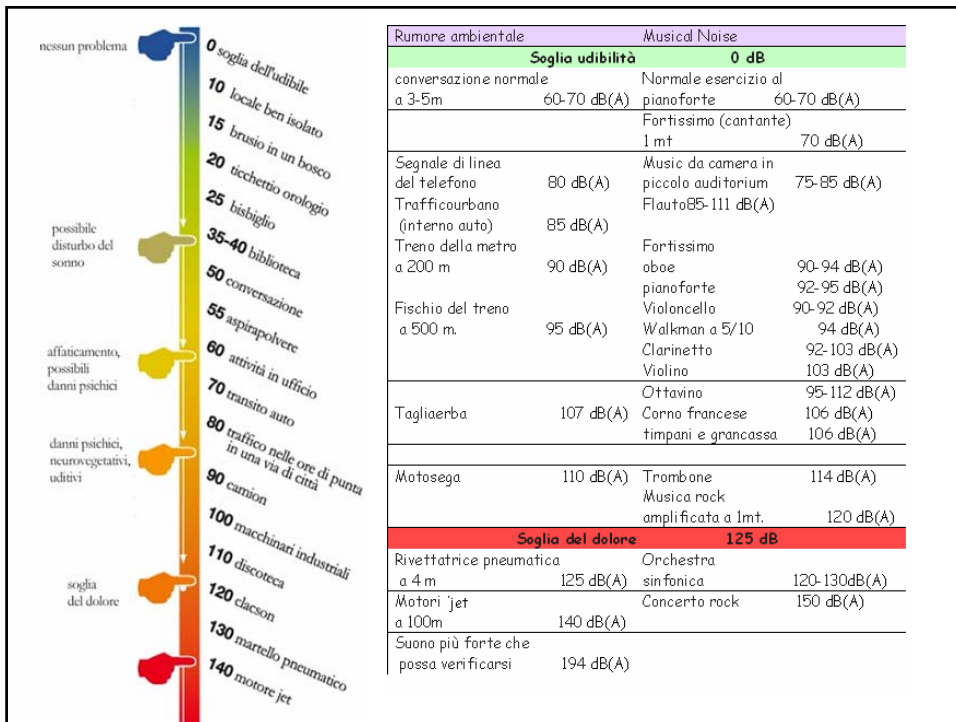 nessun problema
possibile
disturbo del
sonno
affaticamento,
possibili
danni psichici
danni psichici,
neurovegetativi,
uditivi
soglia
del dolore
0 soglia dell'udibile
10 locale ben isolato
15 brusio in un bosco
20 ticchettio orologio
25 bisbiglio
35-40 biblioteca
50 conversazione
55 aspirapolvere
60 attività in ufficio
70 transito auto
80 traffico nelle ore di punta
in una via di città
90 camion
100 macchinari industriali
110 discoteca
120 clacson
130 martello pneumatico
140 motore jet
Rumore ambientale Musical Noise
Soglia udibilità 0 dB
conversazione normale Normale esercizio al
a 3-5m 60-70 dB(A) pianoforte 60-70 dB(A)
Fortissimo (cantante)
1 mt 70 dB(A)
Segnale di linea Music da camera in
del telefono 80 dB(A) piccolo auditorium 75-85 dB(A)
Trafficourbano Flauto85-111 dB(A)
(interno auto) 85 dB(A)
Treno della metro Fortissimo
a 200 m 90 dB(A) oboe 90-94 dB(A)
pianoforte 92-95 dB(A)
Fischio del treno Violoncello 90-92 dB(A)
a 500 m. 95 dB(A) Walkman a 5/10 94 dB(A)
Clarinetto 92-103 dB(A)
Violino 103 dB(A)
Ottavino 95-112 dB(A)
Tagliaerba 107 dB(A) Corno francese 106 dB(A)
timpani e grancassa 106 dB(A)
Motosega 110 dB(A) Trombone 114 dB(A)
Musica rock
amplificata a 1mt. 120 dB(A)
Soglia del dolore 125 dB
Rivettatrice pneumatica Orchestra
a 4 m 125 dB(A) sinfonica 120-130dB(A)
Motori 'jet Concerto rock 150 dB(A)
a 100m 140 dB(A)
Suono più forte che
possa verificarsi 194 dB(A)